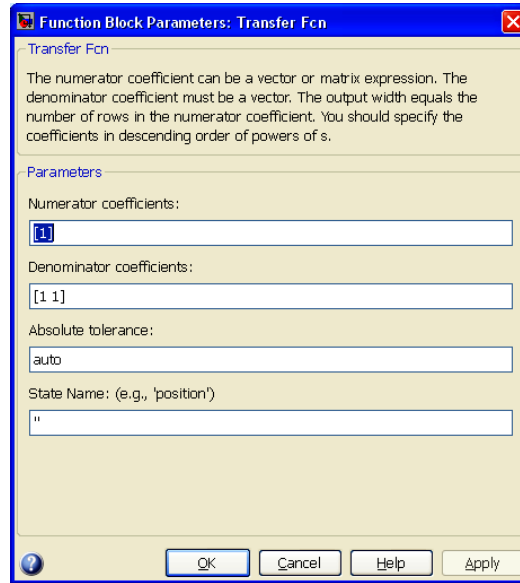 Function Block Parameters: Transfer Fcn
Transfer Fcn
The numerator coefficient can be a vector or matrix expression. The
denominator coefficient must be a vector. The output width equals the
number of rows in the numerator coefficient. You should specify the
coefficients in descending order of powers of s.
Parameters
Numerator coefficients:
[1]
Denominator coefficients:
[1 1]
Absolute tolerance:
auto
State Name: (e.g., 'position')
''
OK Cancel Help Apply